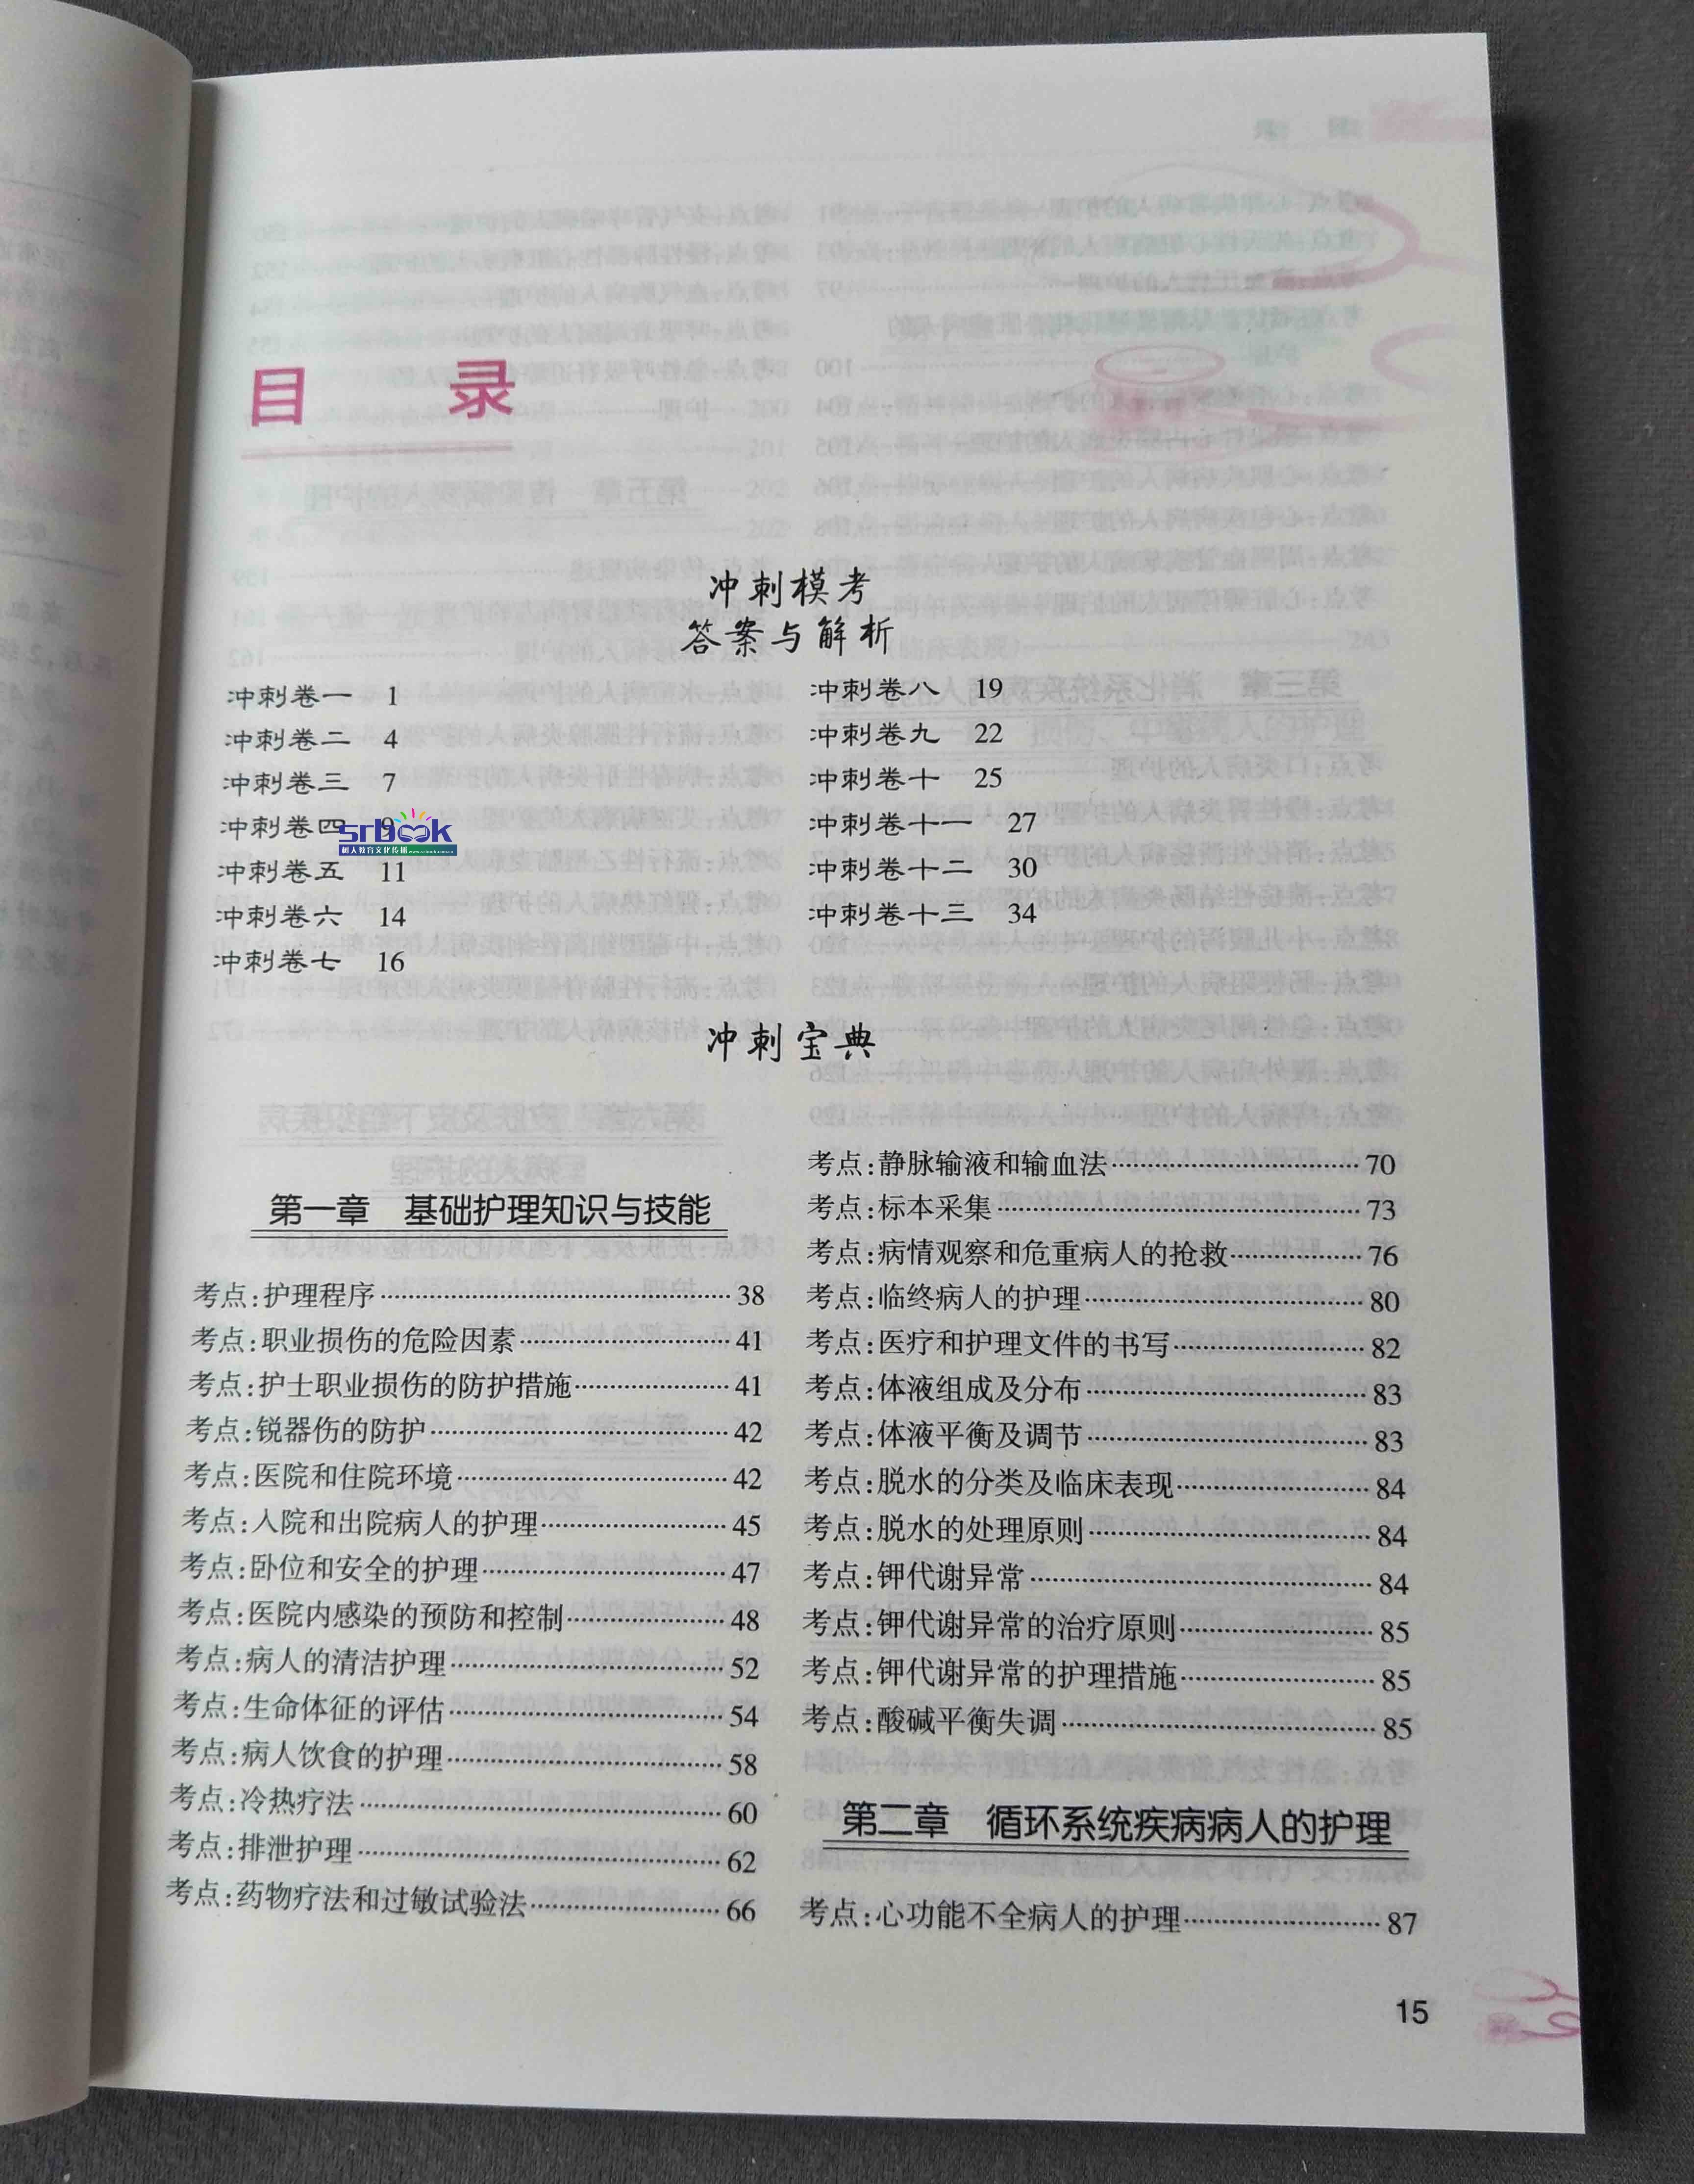 目 录
冲刺模考
答案与解析
冲刺卷一 1
冲刺卷二 4
冲刺卷三 7
冲刺卷四 9
冲刺卷五 11
冲刺卷六 14
冲刺卷七 16
冲刺卷八 19
冲刺卷九 22
冲刺卷十 25
冲刺卷十一 27
冲刺卷十二 30
冲刺卷十三 34
srbook
树人教育文化传播 www.srbook.com.cn
冲刺宝典
第一章 基础护理知识与技能
考点:护理程序 38
考点:职业损伤的危险因素 41
考点:护士职业损伤的防护措施 41
考点:锐器伤的防护 42
考点:医院和住院环境 42
考点:入院和出院病人的护理 45
考点:卧位和安全的护理 47
考点:医院内感染的预防和控制 48
考点:病人的清洁护理 52
考点:生命体征的评估 54
考点:病人饮食的护理 58
考点:冷热疗法 60
考点:排泄护理 62
考点:药物疗法和过敏试验法 66
考点:静脉输液和输血法 70
考点:标本采集 73
考点:病情观察和危重病人的抢救 76
考点:临终病人的护理 80
考点:医疗和护理文件的书写 82
考点:体液组成及分布 83
考点:体液平衡及调节 83
考点:脱水的分类及临床表现 84
考点:脱水的处理原则 84
考点:钾代谢异常 84
考点:钾代谢异常的治疗原则 85
考点:钾代谢异常的护理措施 85
考点:酸碱平衡失调 85
第二章 循环系统疾病病人的护理
考点:心功能不全病人的护理 87
15